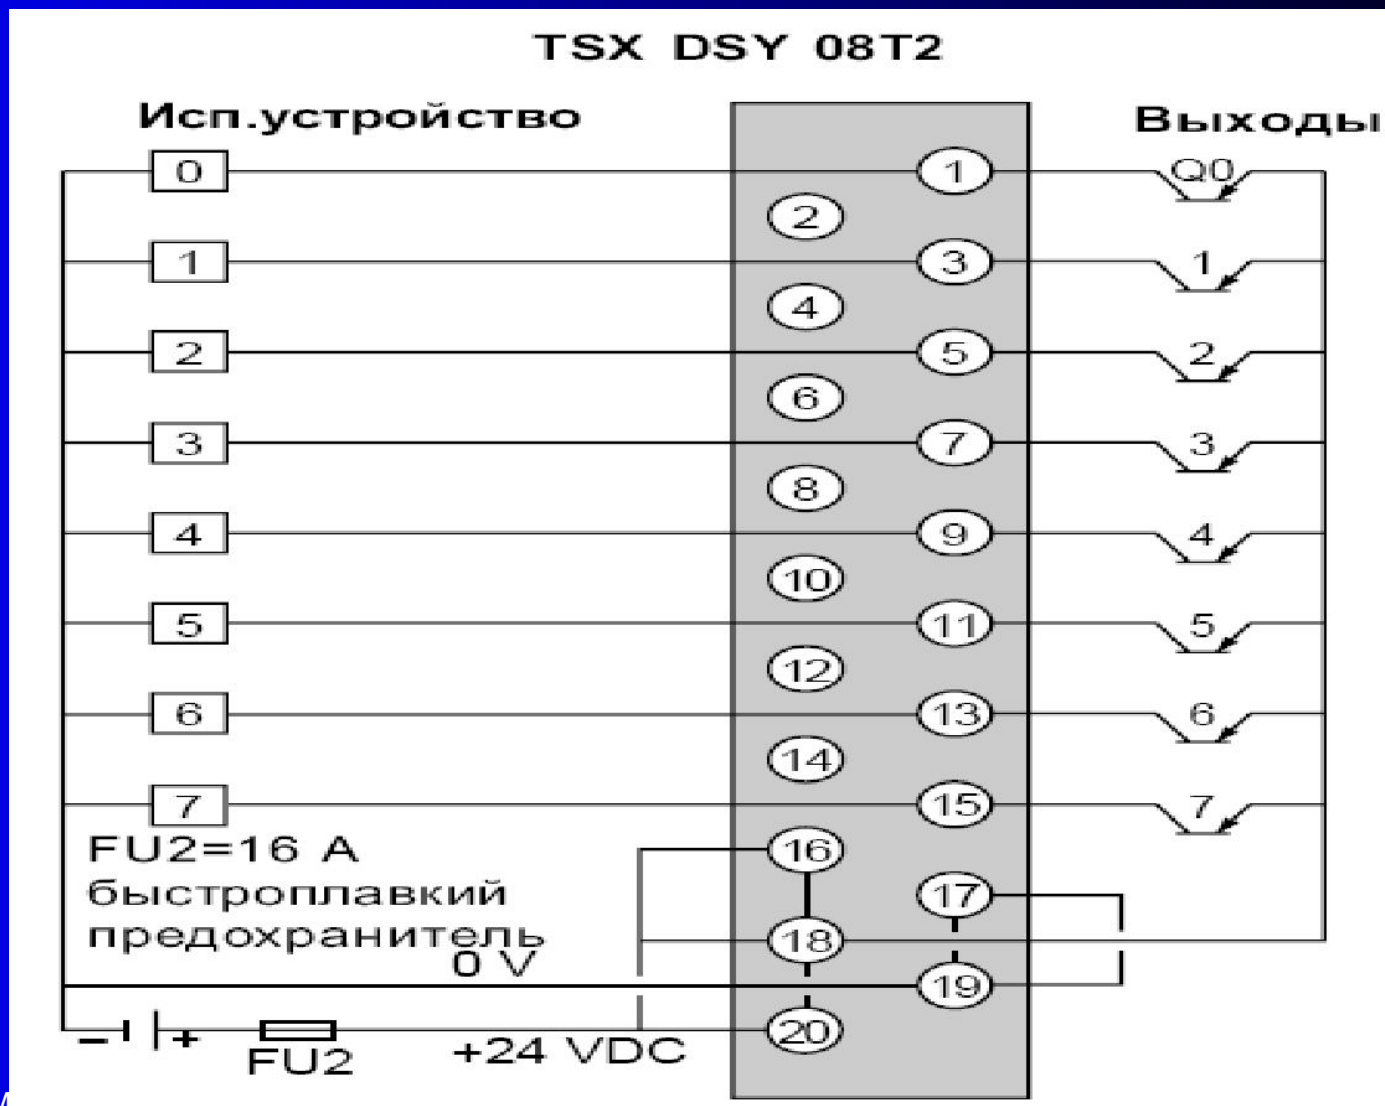 TSX DSY 08T2
Исп.устройство
Выходы
0 1 Q0
2
1 3 1
4
2 5 2
6
3 7 3
8
4 9 4
10
5 11 5
12
6 13 6
14
7 15 7
FU2=16 A 16
быстроплавкий 17
предохранитель 18
0 V 19
- + 20
FU2 +24 VDC